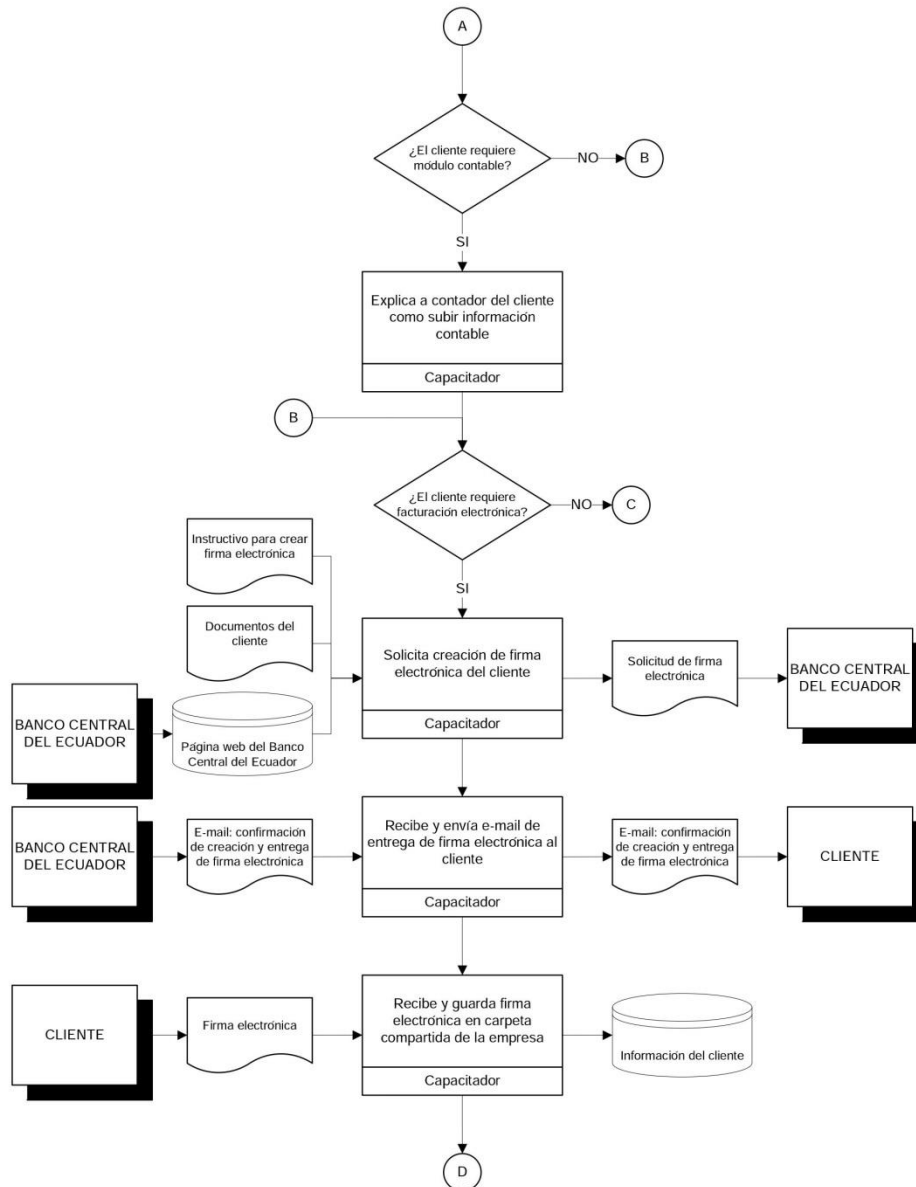 A
¿El cliente requiere
módulo contable?
NO
B
SI
Explica a contador del cliente
como subir información
contable
Capacitador
B
¿El cliente requiere
facturación electrónica?
NO
C
SI
Instructivo para crear
firma electrónica
Documentos del
cliente
BANCO CENTRAL
DEL ECUADOR
Página web del Banco
Central del Ecuador
Solicita creación de firma
electrónica del cliente
Capacitador
Solicitud de firma
electrónica
BANCO CENTRAL
DEL ECUADOR
BANCO CENTRAL
DEL ECUADOR
E-mail: confirmación
de creación y entrega
de firma electrónica
Recibe y envía e-mail de
entrega de firma electrónica al
cliente
Capacitador
E-mail: confirmación
de creación y entrega
de firma electrónica
CLIENTE
CLIENTE
Firma electrónica
Recibe y guarda firma
electrónica en carpeta
compartida de la empresa
Capacitador
Información del cliente
D